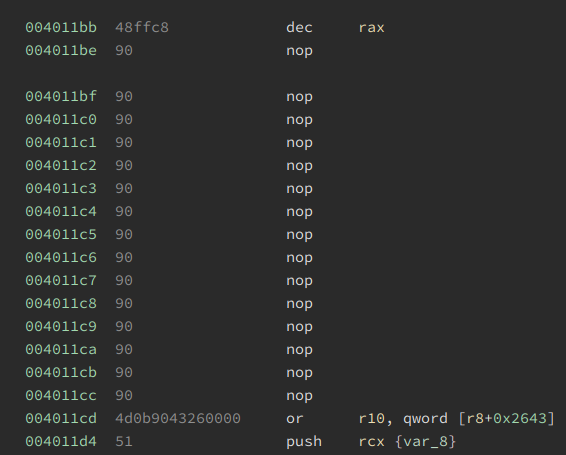 004011bb 48ffc8 dec rax
004011be 90 nop
004011bf 90 nop
004011c0 90 nop
004011c1 90 nop
004011c2 90 nop
004011c3 90 nop
004011c4 90 nop
004011c5 90 nop
004011c6 90 nop
004011c7 90 nop
004011c8 90 nop
004011c9 90 nop
004011ca 90 nop
004011cb 90 nop
004011cc 90 nop
004011cd 4d0b9043260000 or r10, qword [r8+0x2643]
004011d4 51 push rcx {var_8}